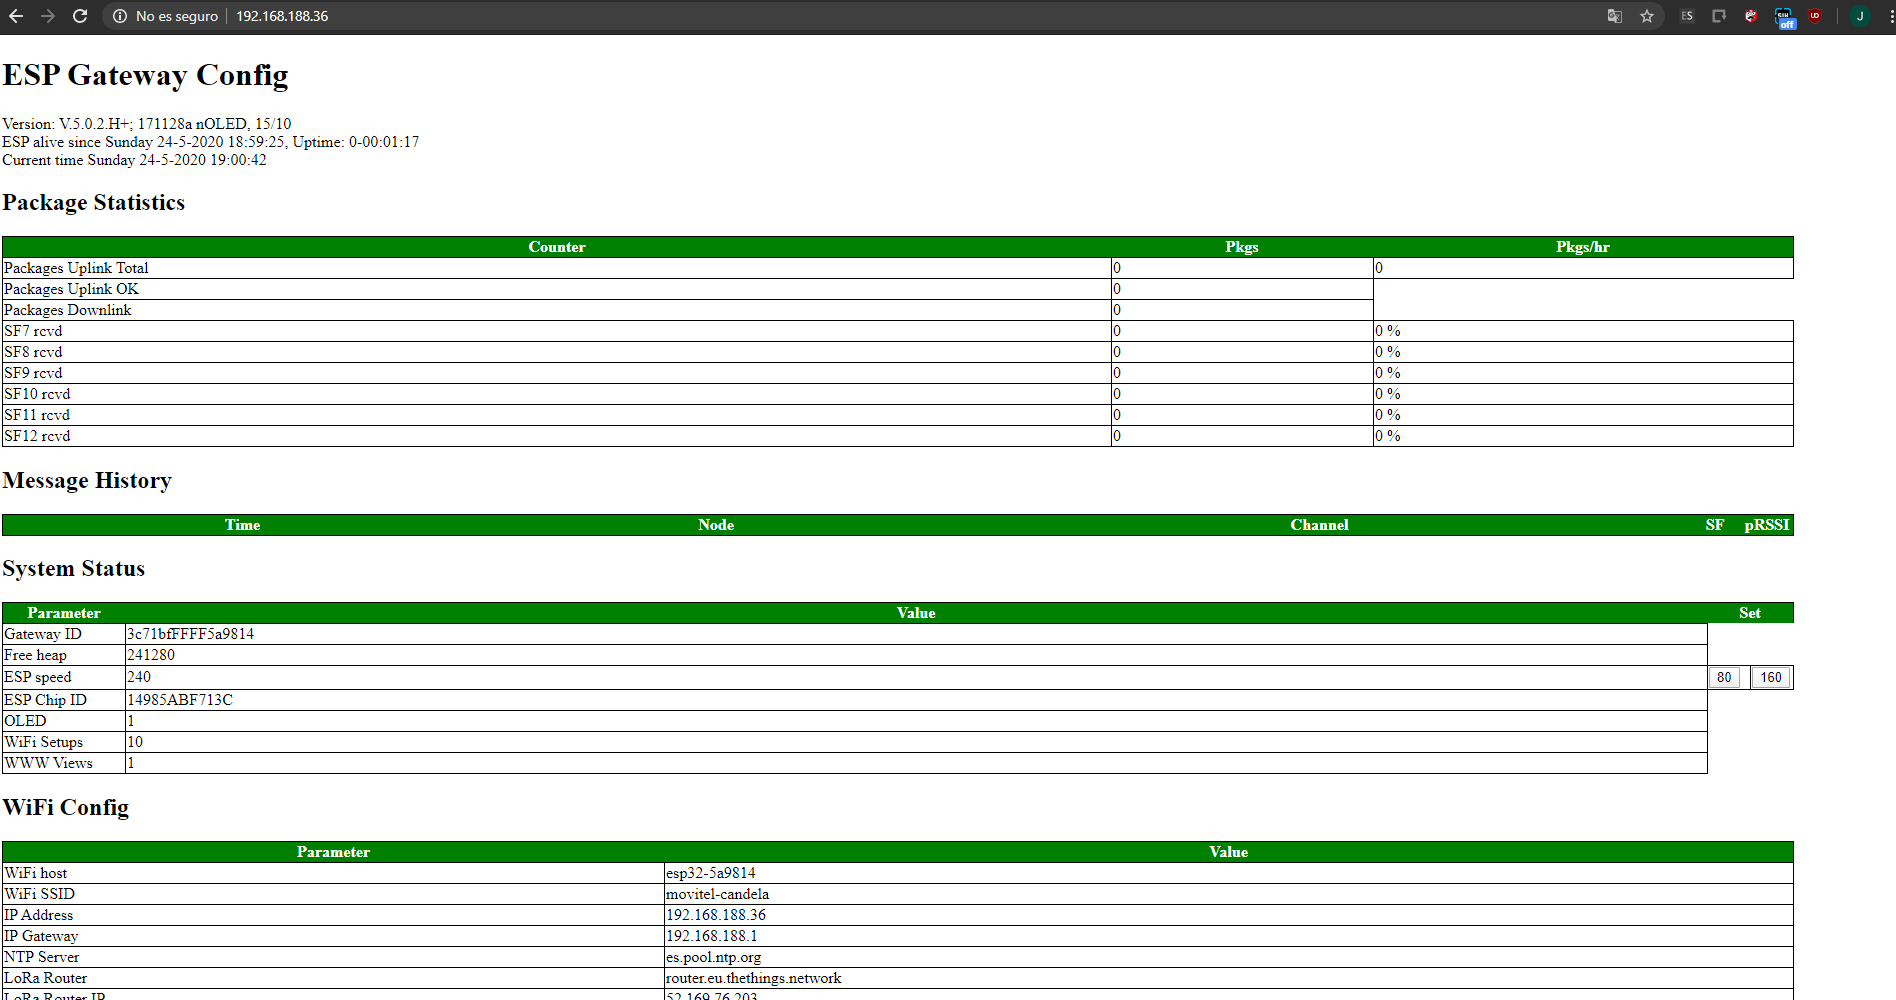 No es seguro 192.168.188.36
ES
off
J
ESP Gateway Config
Version: V.5.0.2.H+; 171128a nOLED, 15/10
ESP alive since Sunday 24-5-2020 18:59:25, Uptime: 0-00:01:17
Current time Sunday 24-5-2020 19:00:42
Package Statistics
Counter Pkgs Pkgs/hr
Packages Uplink Total 0 0
Packages Uplink OK 0
Packages Downlink 0
SF7 rcvd 0 0 %
SF8 rcvd 0 0 %
SF9 rcvd 0 0 %
SF10 rcvd 0 0 %
SF11 rcvd 0 0 %
SF12 rcvd 0 0 %
Message History
Time Node Channel SF pRSSI
System Status
Parameter Value Set
Gateway ID 3c71bfFFFF5a9814
Free heap 241280
ESP speed 240 80 160
ESP Chip ID 14985ABF713C
OLED 1
WiFi Setups 10
WWW Views 1
WiFi Config
Parameter Value
WiFi host esp32-5a9814
WiFi SSID movitel-candela
IP Address 192.168.188.36
IP Gateway 192.168.188.1
NTP Server es.pool.ntp.org
LoRa Router router.eu.thethings.network
LoRa Router IP 52.169.76.203